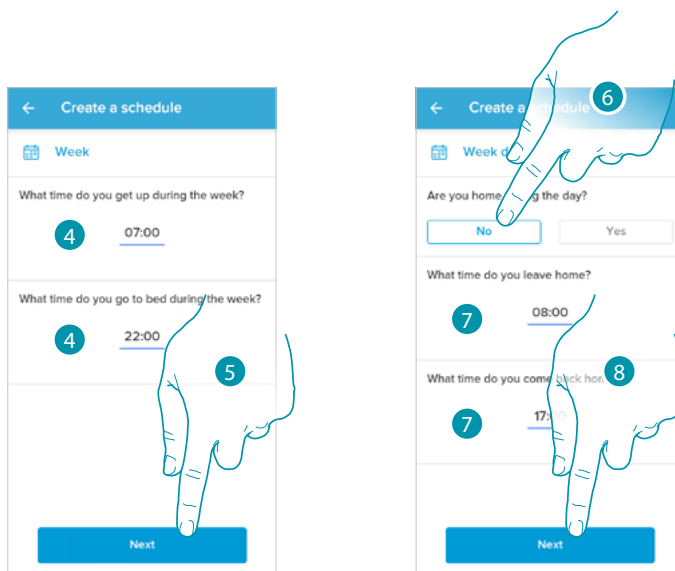 Create a schedule
Week
What time do you get up during the week?
4
07:00
What time do you go to bed during the week?
4
22:00
5
Next
6
Create a schedule
Week
Are you home the day?
No
Yes
What time do you leave home?
7
08:00
What time do you come back
8
7
17:
Next